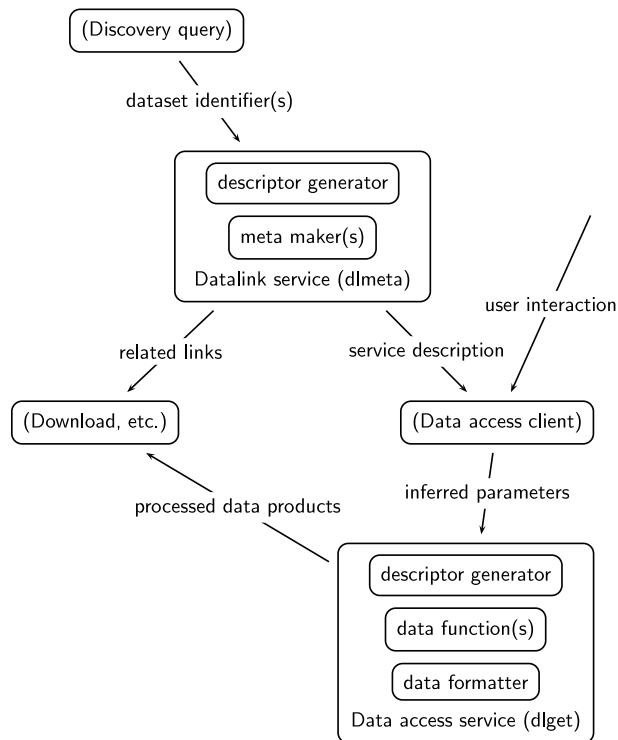 (Discovery query)
dataset identifier(s)
descriptor generator
meta maker(s)
Datalink service (dlmeta)
user interaction
related links
service description
(Download, etc.)
(Data access client)
inferred parameters
processed data products
descriptor generator
data function(s)
data formatter
Data access service (dlget)